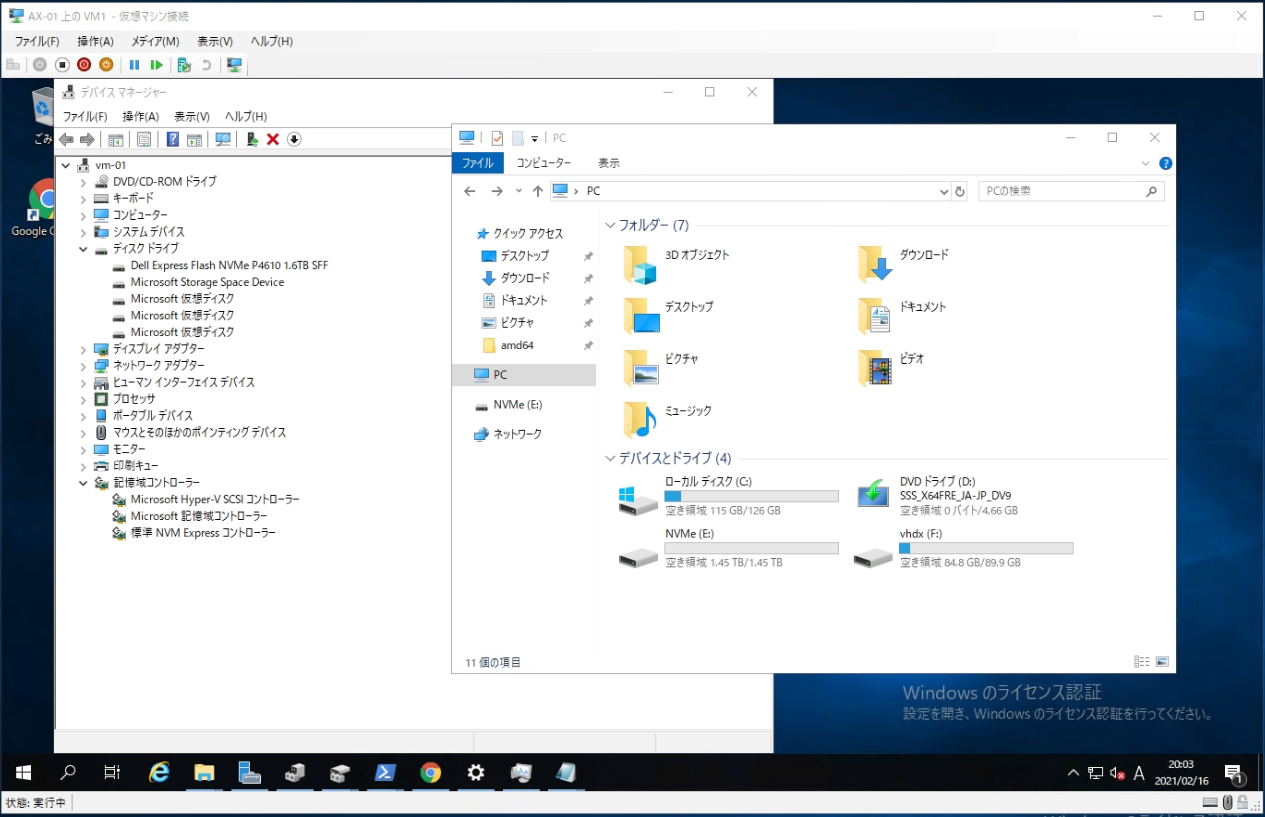 AX-01 上の VM1 - 仮想マシン接続
ファイル(F) 操作(A) メディア(M) 表示(V) ヘルプ(H)
ごみ
Google C
デバイス マネージャー
ファイル(F) 操作(A) 表示(V) ヘルプ(H)
vm-01
DVD/CD-ROM ドライブ
キーボード
コンピューター
システム デバイス
ディスク ドライブ
Dell Express Flash NVMe P4610 1.6TB SFF
Microsoft Storage Space Device
Microsoft 仮想ディスク
Microsoft 仮想ディスク
Microsoft 仮想ディスク
ディスプレイ アダプター
ネットワーク アダプター
ヒューマン インターフェイス デバイス
プロセッサ
ポータブル デバイス
マウスとそのほかのポインティング デバイス
モニター
印刷キュー
記憶域コントローラー
Microsoft Hyper-V SCSI コントローラー
Microsoft 記憶域コントローラー
標準 NVM Express コントローラー
PC
ファイル コンピューター 表示
PC
PCの検索
クイック アクセス
デスクトップ
ダウンロード
ドキュメント
ピクチャ
amd64
PC
NVMe (E:)
ネットワーク
フォルダー (7)
3D オブジェクト
ダウンロード
デスクトップ
ドキュメント
ピクチャ
ビデオ
ミュージック
デバイスとドライブ (4)
ローカル ディスク (C:)
空き領域 115 GB/126 GB
DVD ドライブ (D:)
SSS_X64FRE_JA-JP_DV9
空き領域 0 バイト/4.66 GB
NVMe (E:)
空き領域 1.45 TB/1.45 TB
vhdx (F:)
空き領域 84.8 GB/89.9 GB
11 個の項目
Windows のライセンス認証
設定を開き、Windows のライセンス認証を行ってください。
A
20:03
2021/02/16
1
状態: 実行中